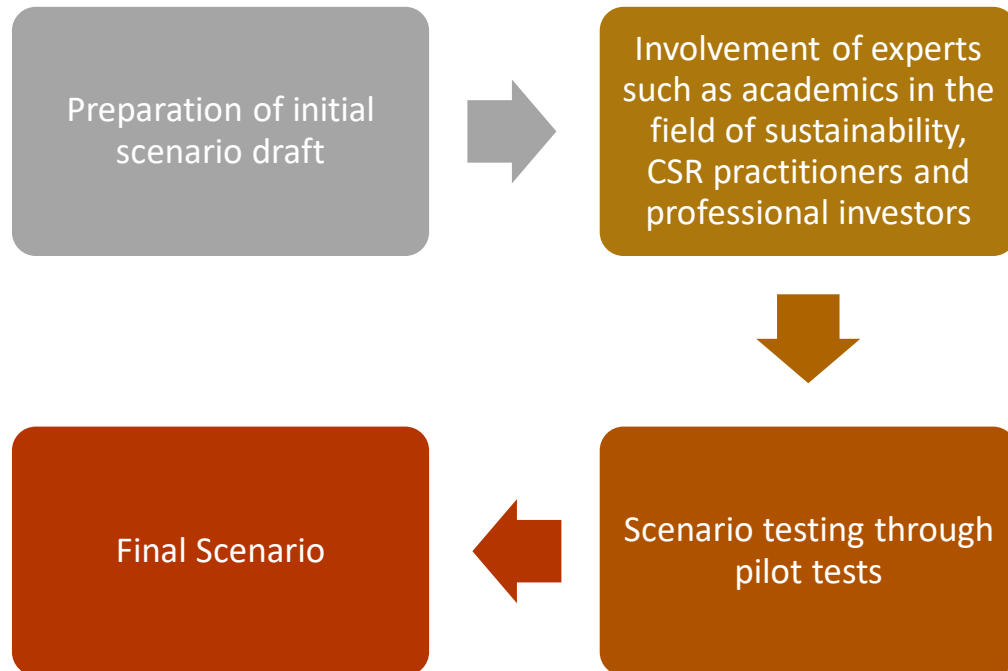 Preparation of initial
scenario draft
Involvement of experts
such as academics in the
field of sustainability,
CSR practitioners and
professional investors
Scenario testing through
pilot tests
Final Scenario